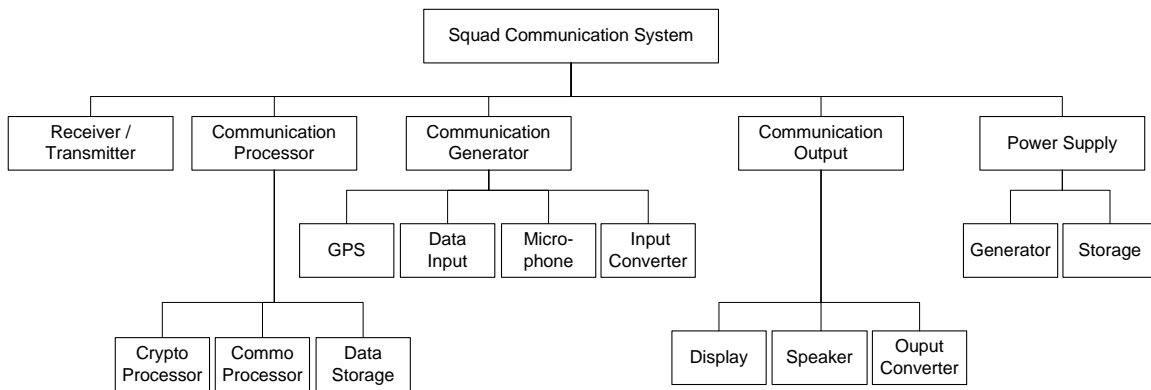 Squad Communication System
Receiver /
Transmitter
Communication
Processor
Communication
Generator
Communication
Output
Power Supply
GPS
Data
Input
Micro-
phone
Input
Converter
Generator
Storage
Crypto
Processor
Commo
Processor
Data
Storage
Display
Speaker
Ouput
Converter